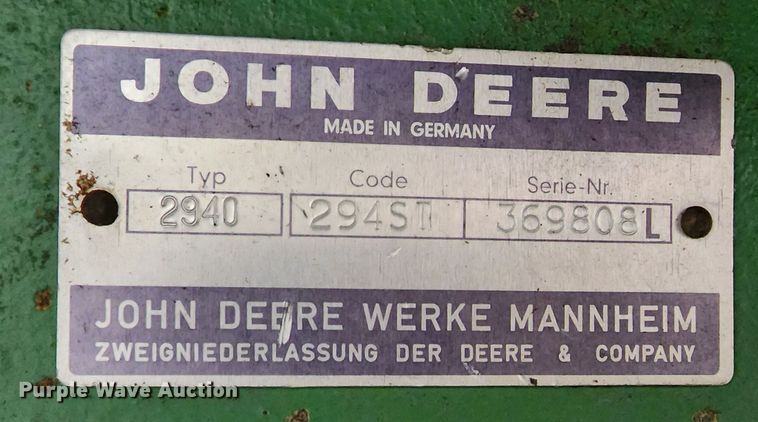 JOHN DEERE
MADE IN GERMANY
Typ Code Serie-Nr.
2940 294ST 369808L
JOHN DEERE WERKE MANNHEIM
ZWEIGNIEDERLASSUNG DER DEERE & COMPANY
Purple Wave Auction